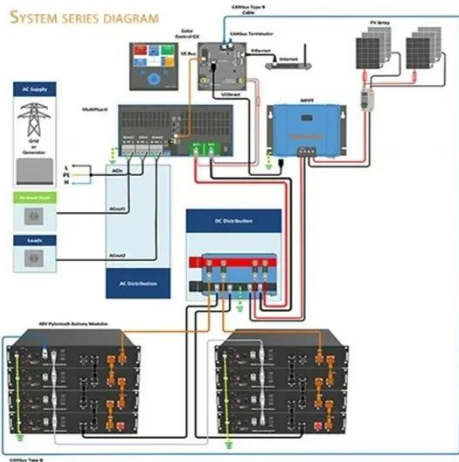 SYSTEM SERIES DIAGRAM
CANbus Type B
Cable
Color
Control GX
CANbus Terminator
VE Bus
Ethernet
Internet
PV Array
AC Supply
Grid
or
Generator
MultiPlus-II
VE.Direct
MPPT
L
PE
N
ACin
ACout1
Loads
ACout2
AC Distribution
DC Distribution
48V Pylontech Battery Modules
CANbus Type B